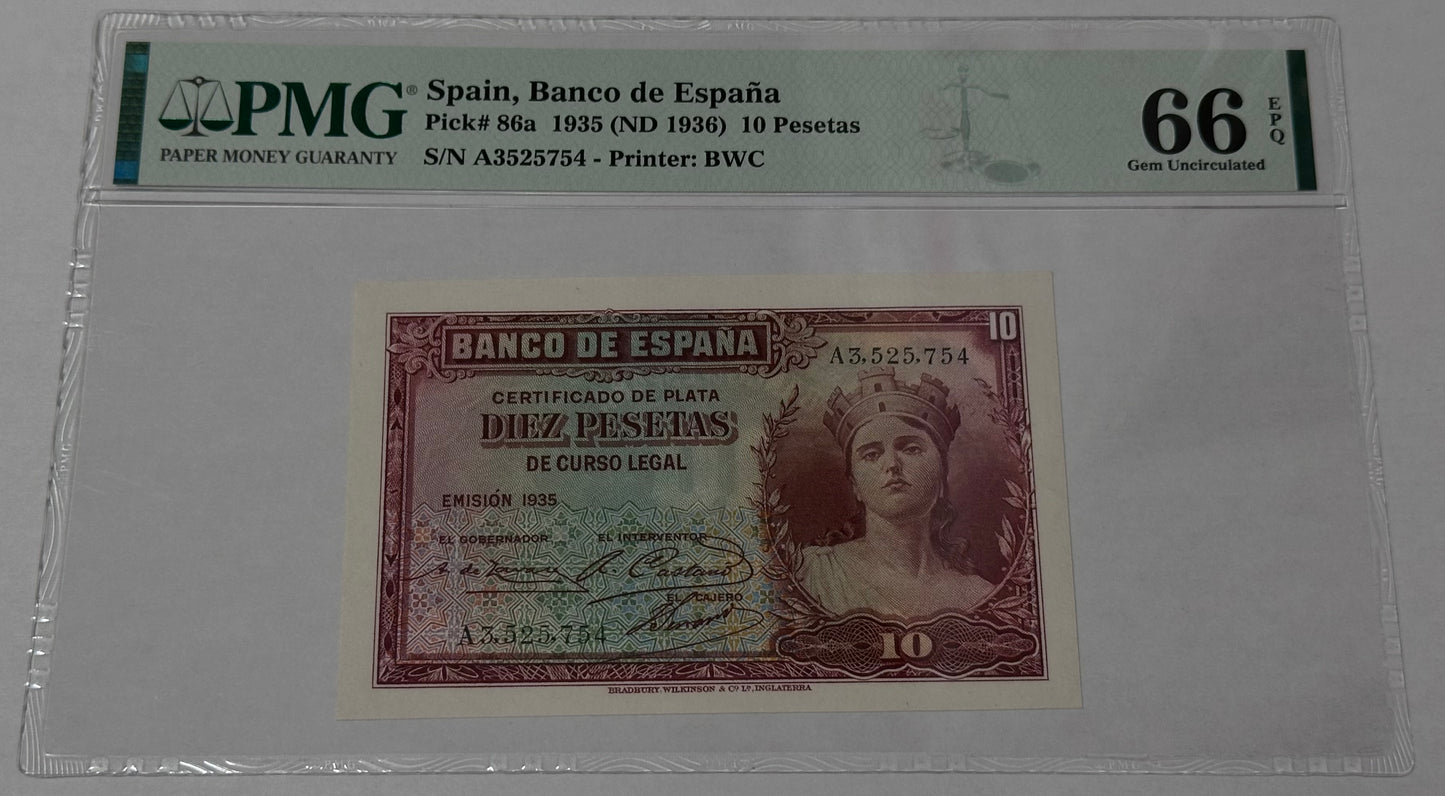 PMG®
PAPER MONEY GUARANTY
Spain, Banco de España
Pick# 86a 1935 (ND 1936) 10 Pesetas
S/N A3525754 - Printer: BWC
66 EPQ
Gem Uncirculated
10
BANCO DE ESPAÑA
A3,525,754
CERTIFICADO DE PLATA
DIEZ PESETAS
DE CURSO LEGAL
EMISIÓN 1935
EL GOBERNADOR EL INTERVENTOR
EL CAJERO
A3,525,754
10
BRADBURY, WILKINSON & Cº Lᴰ, INGLATERRA